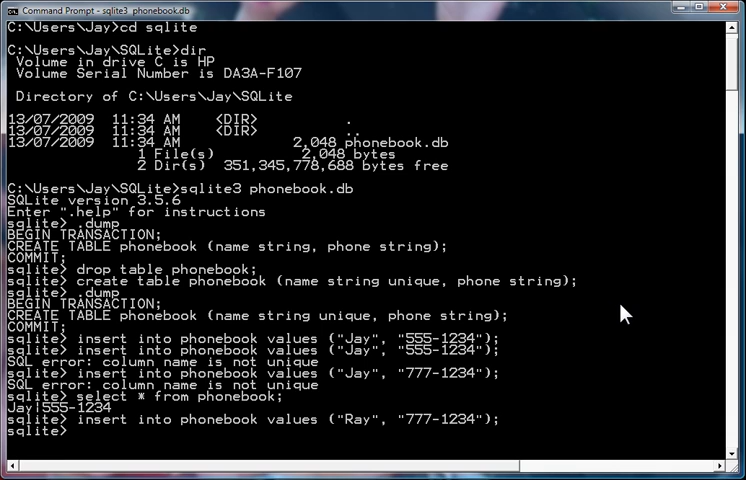 Command Prompt - sqlite3 phonebook.db
C:\Users\Jay>cd sqlite
C:\Users\Jay\SQLite>dir
Volume in drive C is HP
Volume Serial Number is DA3A-F107
Directory of C:\Users\Jay\SQLite
13/07/2009 11:34 AM <DIR> .
13/07/2009 11:34 AM <DIR> ..
13/07/2009 11:34 AM 2,048 phonebook.db
1 File(s) 2,048 bytes
2 Dir(s) 351,345,778,688 bytes free
C:\Users\Jay\SQLite>sqlite3 phonebook.db
SQLite version 3.5.6
Enter ".help" for instructions
sqlite> .dump
BEGIN TRANSACTION;
CREATE TABLE phonebook (name string, phone string);
COMMIT;
sqlite> drop table phonebook;
sqlite> create table phonebook (name string unique, phone string);
sqlite> .dump
BEGIN TRANSACTION;
CREATE TABLE phonebook (name string unique, phone string);
COMMIT;
sqlite> insert into phonebook values ("Jay", "555-1234");
sqlite> insert into phonebook values ("Jay", "555-1234");
SQL error: column name is not unique
sqlite> insert into phonebook values ("Jay", "777-1234");
SQL error: column name is not unique
sqlite> select * from phonebook;
Jay|555-1234
sqlite> insert into phonebook values ("Ray", "777-1234");
sqlite>